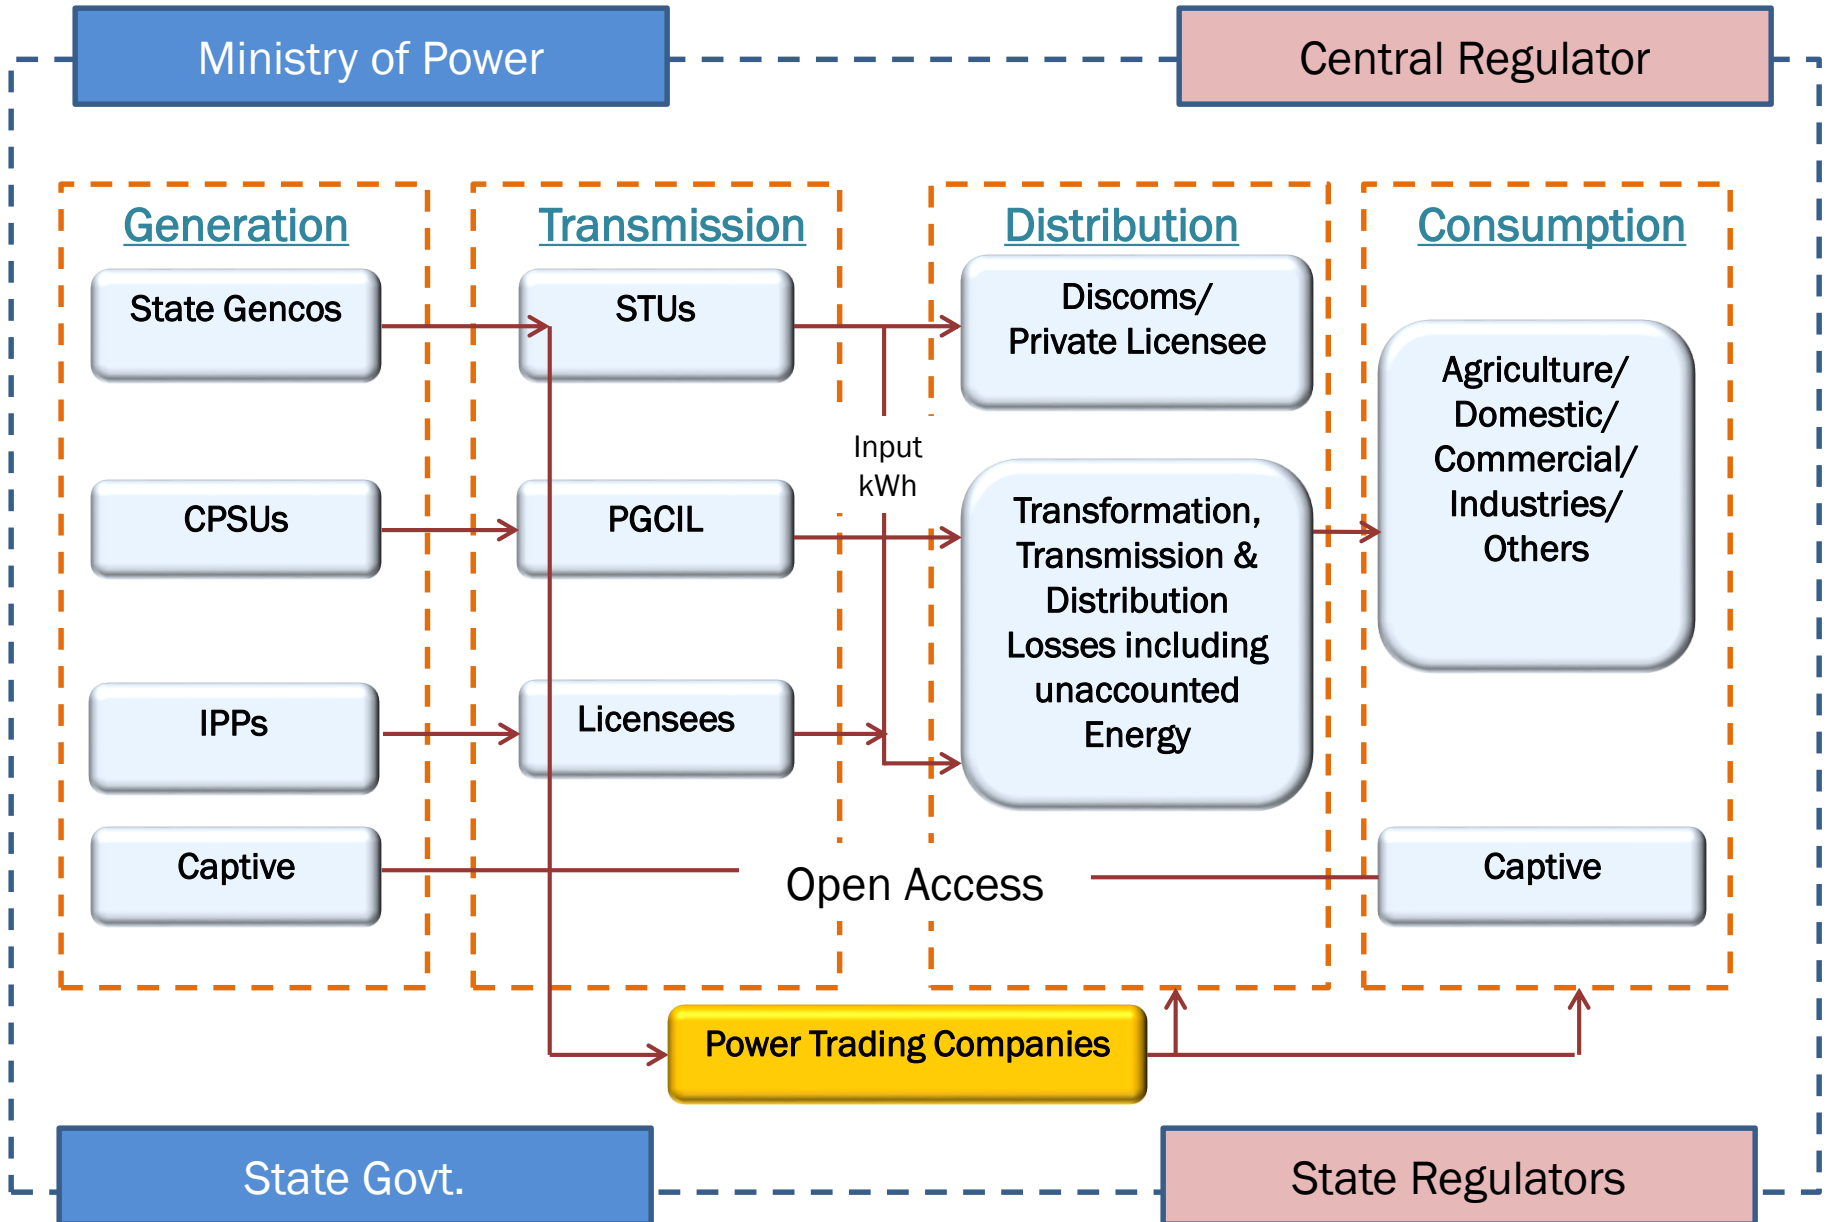 Ministry of Power
Central Regulator
Generation
State Gencos
CPSUs
IPPs
Captive
Transmission
STUs
PGCIL
Licensees
Input
kWh
Distribution
Discoms/
Private Licensee
Transformation,
Transmission &
Distribution
Losses including
unaccounted
Energy
Consumption
Agriculture/
Domestic/
Commercial/
Industries/
Others
Captive
Open Access
Power Trading Companies
State Govt.
State Regulators